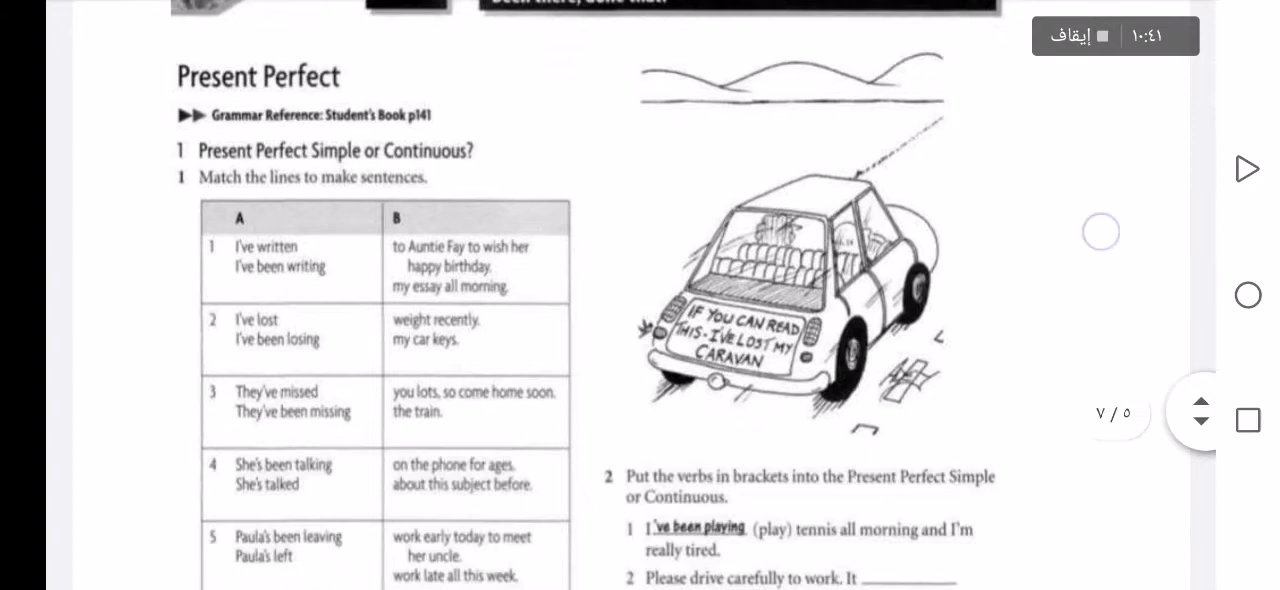 Been there, done that!
١٠:٤١ إيقاف
Present Perfect
Grammar Reference: Student's Book p141
1 Present Perfect Simple or Continuous?
1 Match the lines to make sentences.
A B
1 I've written
I've been writing
to Auntie Fay to wish her
happy birthday.
my essay all morning.
2 I've lost
I've been losing
weight recently.
my car keys.
3 They've missed
They've been missing
you lots, so come home soon.
the train.
4 She's been talking
She's talked
on the phone for ages.
about this subject before.
5 Paula's been leaving
Paula's left
work early today to meet
her uncle.
work late all this week.
IF YOU CAN READ
THIS - I'VE LOST MY
CARAVAN
٧ / ٥
2 Put the verbs in brackets into the Present Perfect Simple
or Continuous.
1 I 've been playing (play) tennis all morning and I'm
really tired.
2 Please drive carefully to work. It